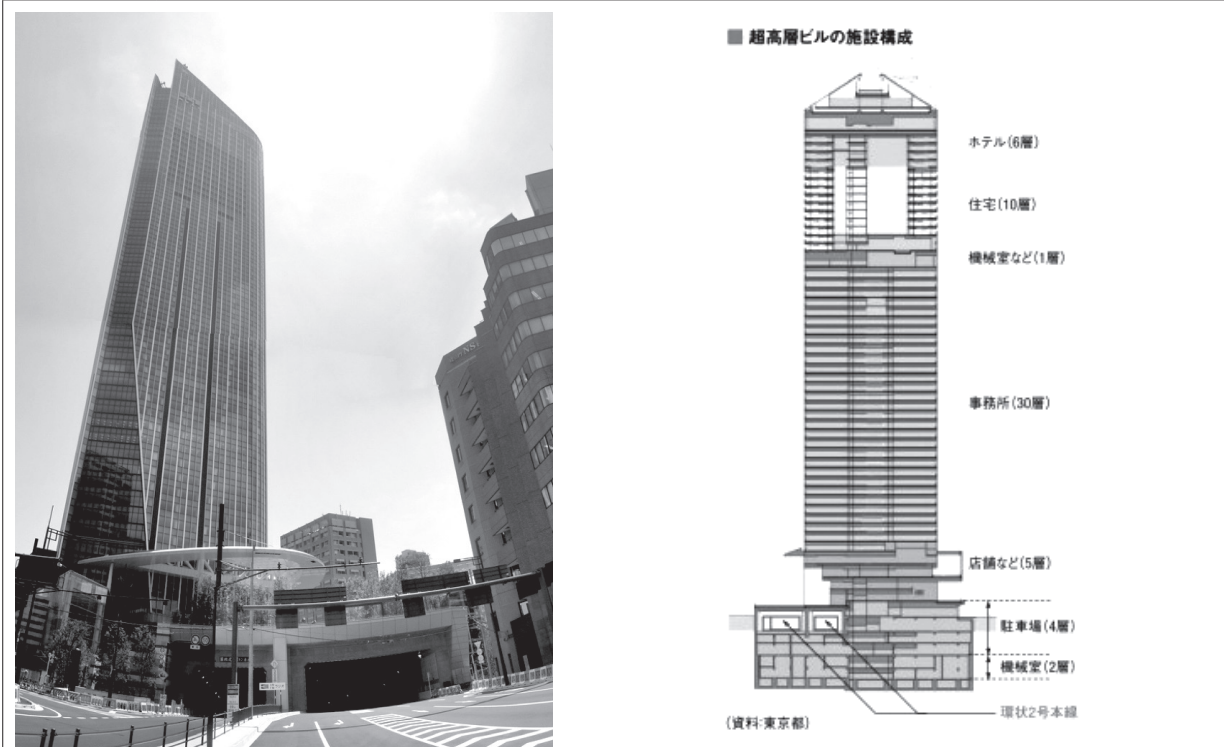 ■ 超高層ビルの施設構成
ホテル(6層)
住宅(10層)
機械室など(1層)
事務所(30層)
店舗など(5層)
駐車場(4層)
機械室(2層)
環状2号本線
(資料:東京都)